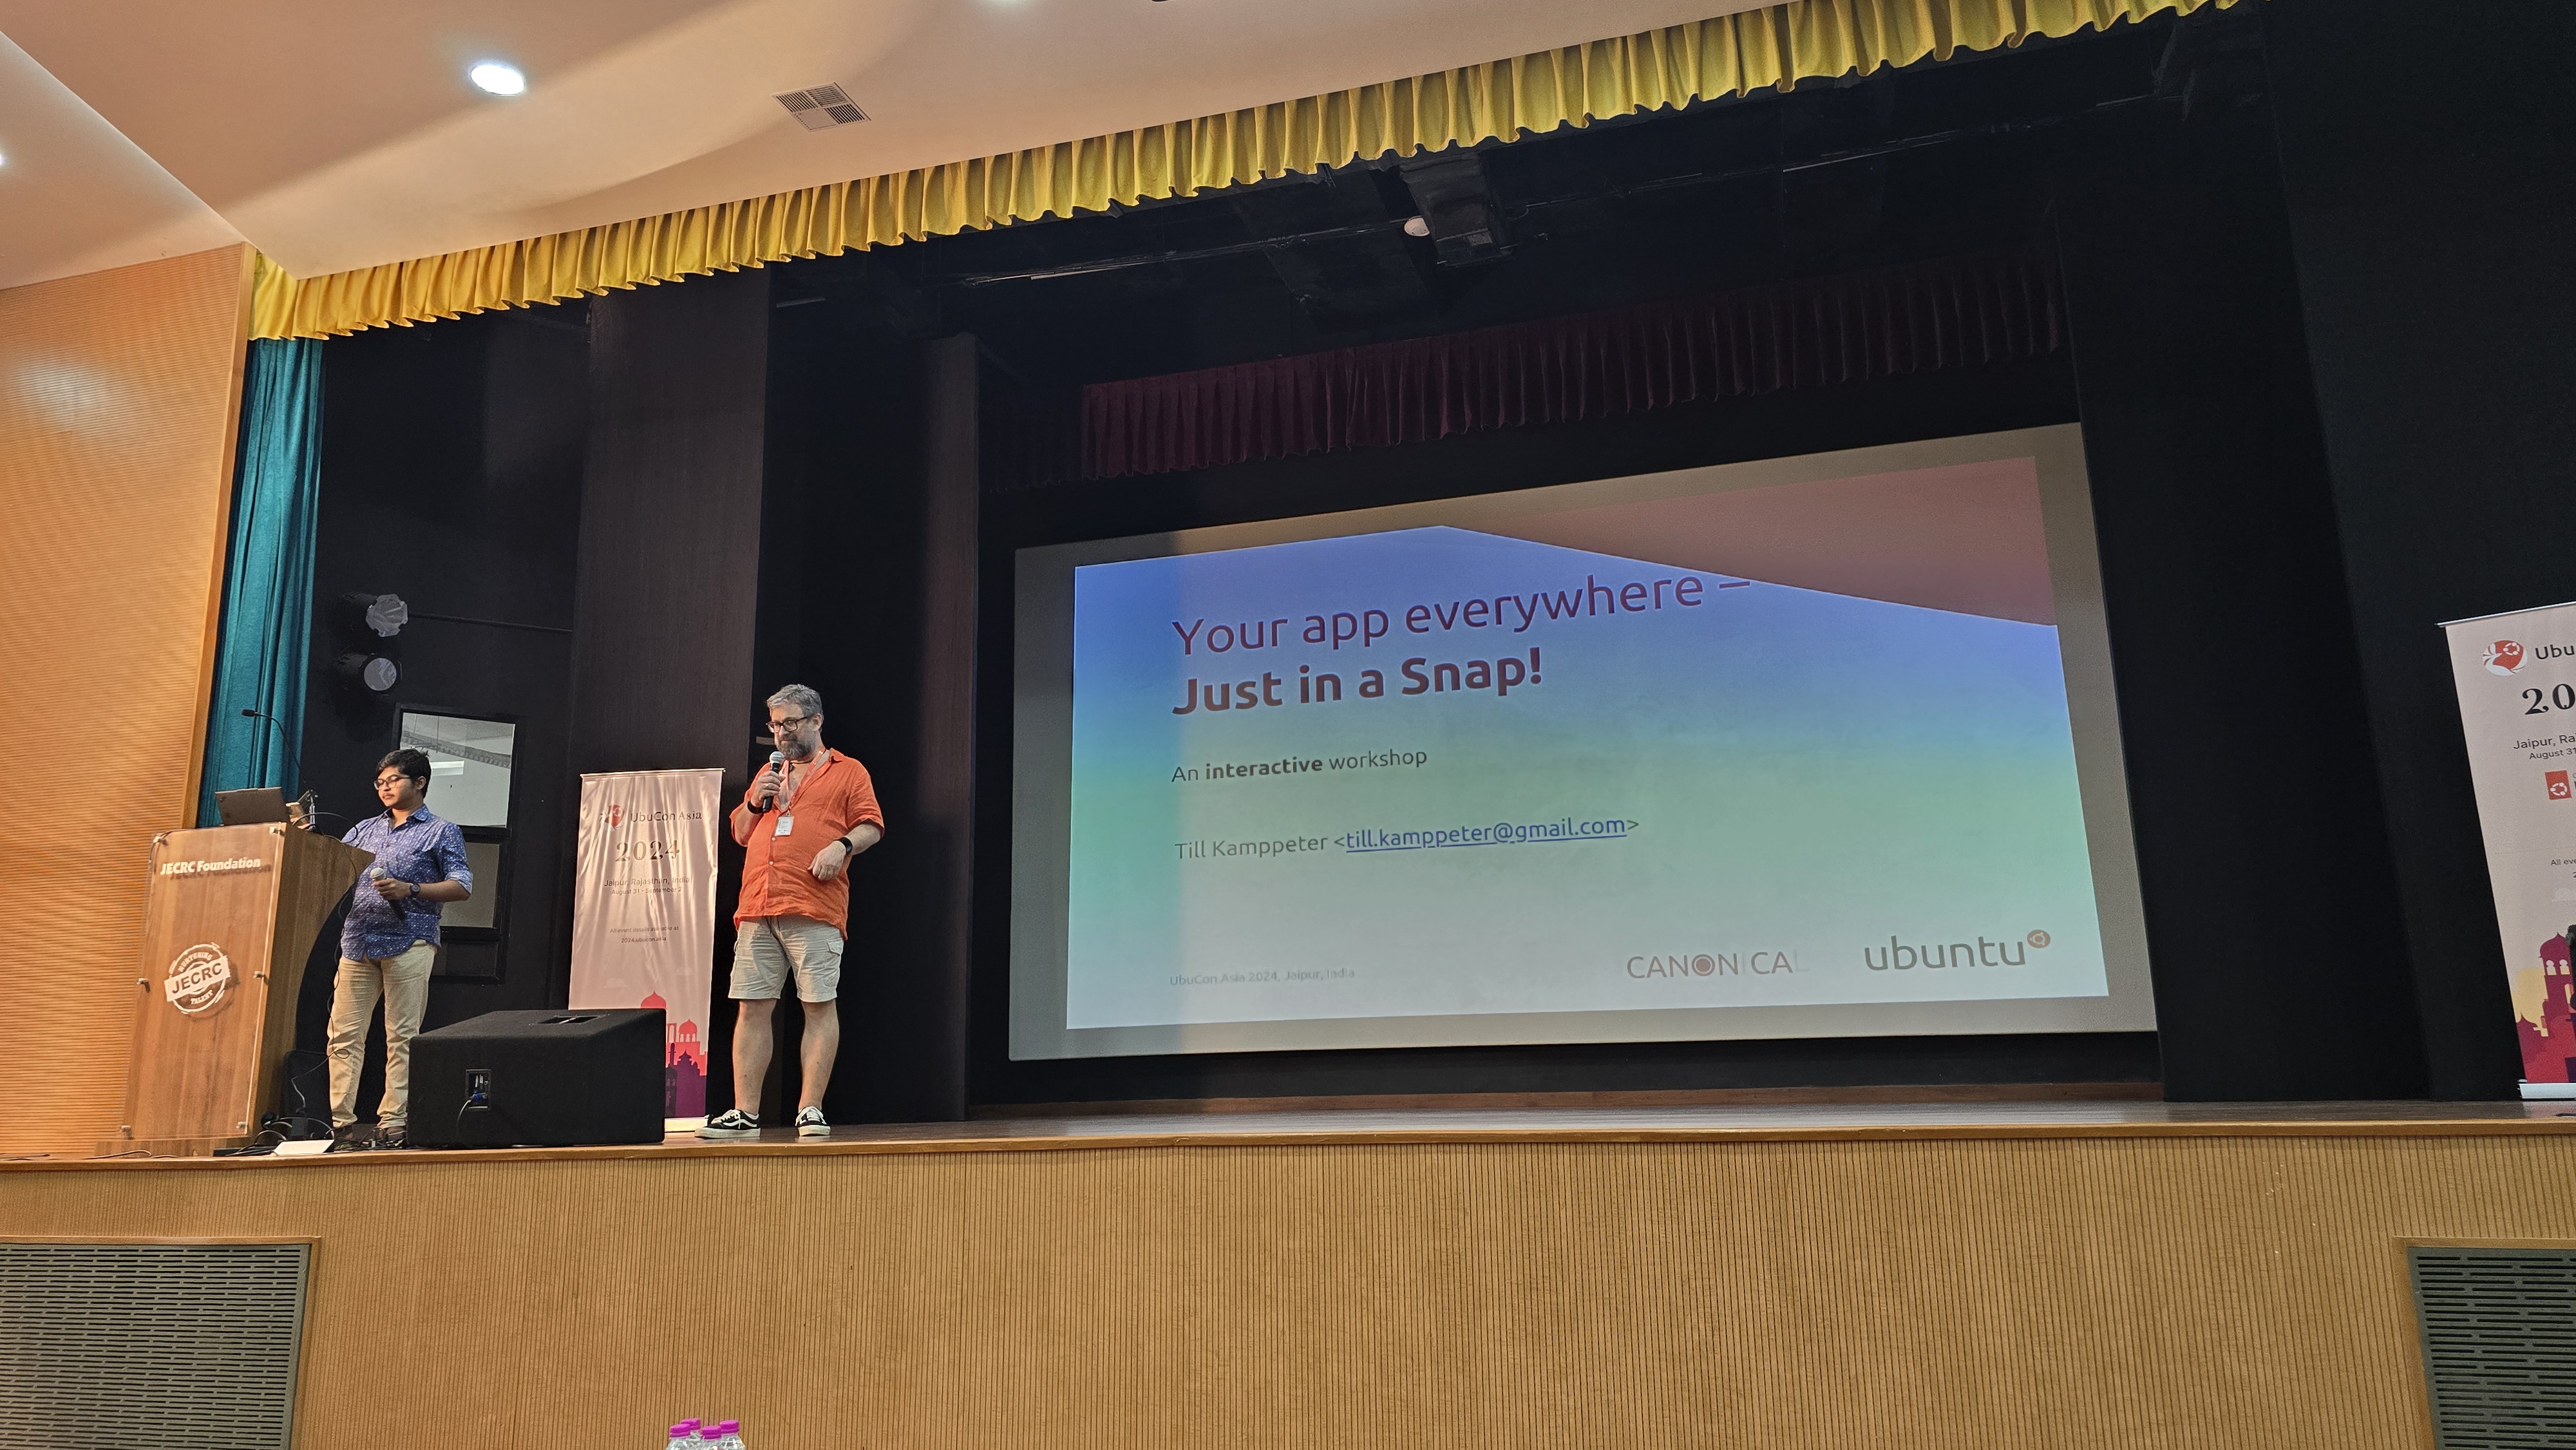 Your app everywhere –
Just in a Snap!
An interactive workshop
Till Kamppeter <till.kamppeter@gmail.com>
UbuCon Asia 2024, Jaipur, India
CANONICAL
ubuntu
JECRC Foundation
NURTURING
JECRC
TALENT
UbuCon Asia
2024
Jaipur, Rajasthan, India
August 31 - September 2
All event details available at
2024.ubucon.asia
Ubu
20
Jaipur, Ra
August 31
All eve